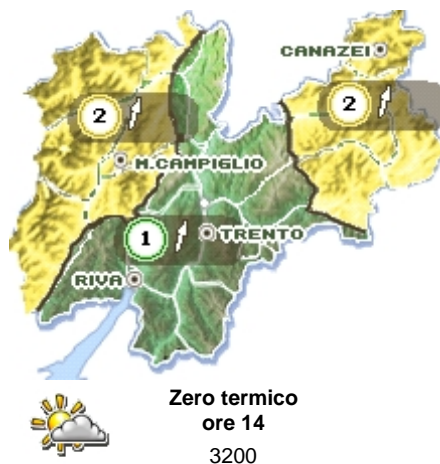 CANAZEI
2
2
M.CAMPIGLIO
1
TRENTO
RIVA
Zero termico
ore 14
3200